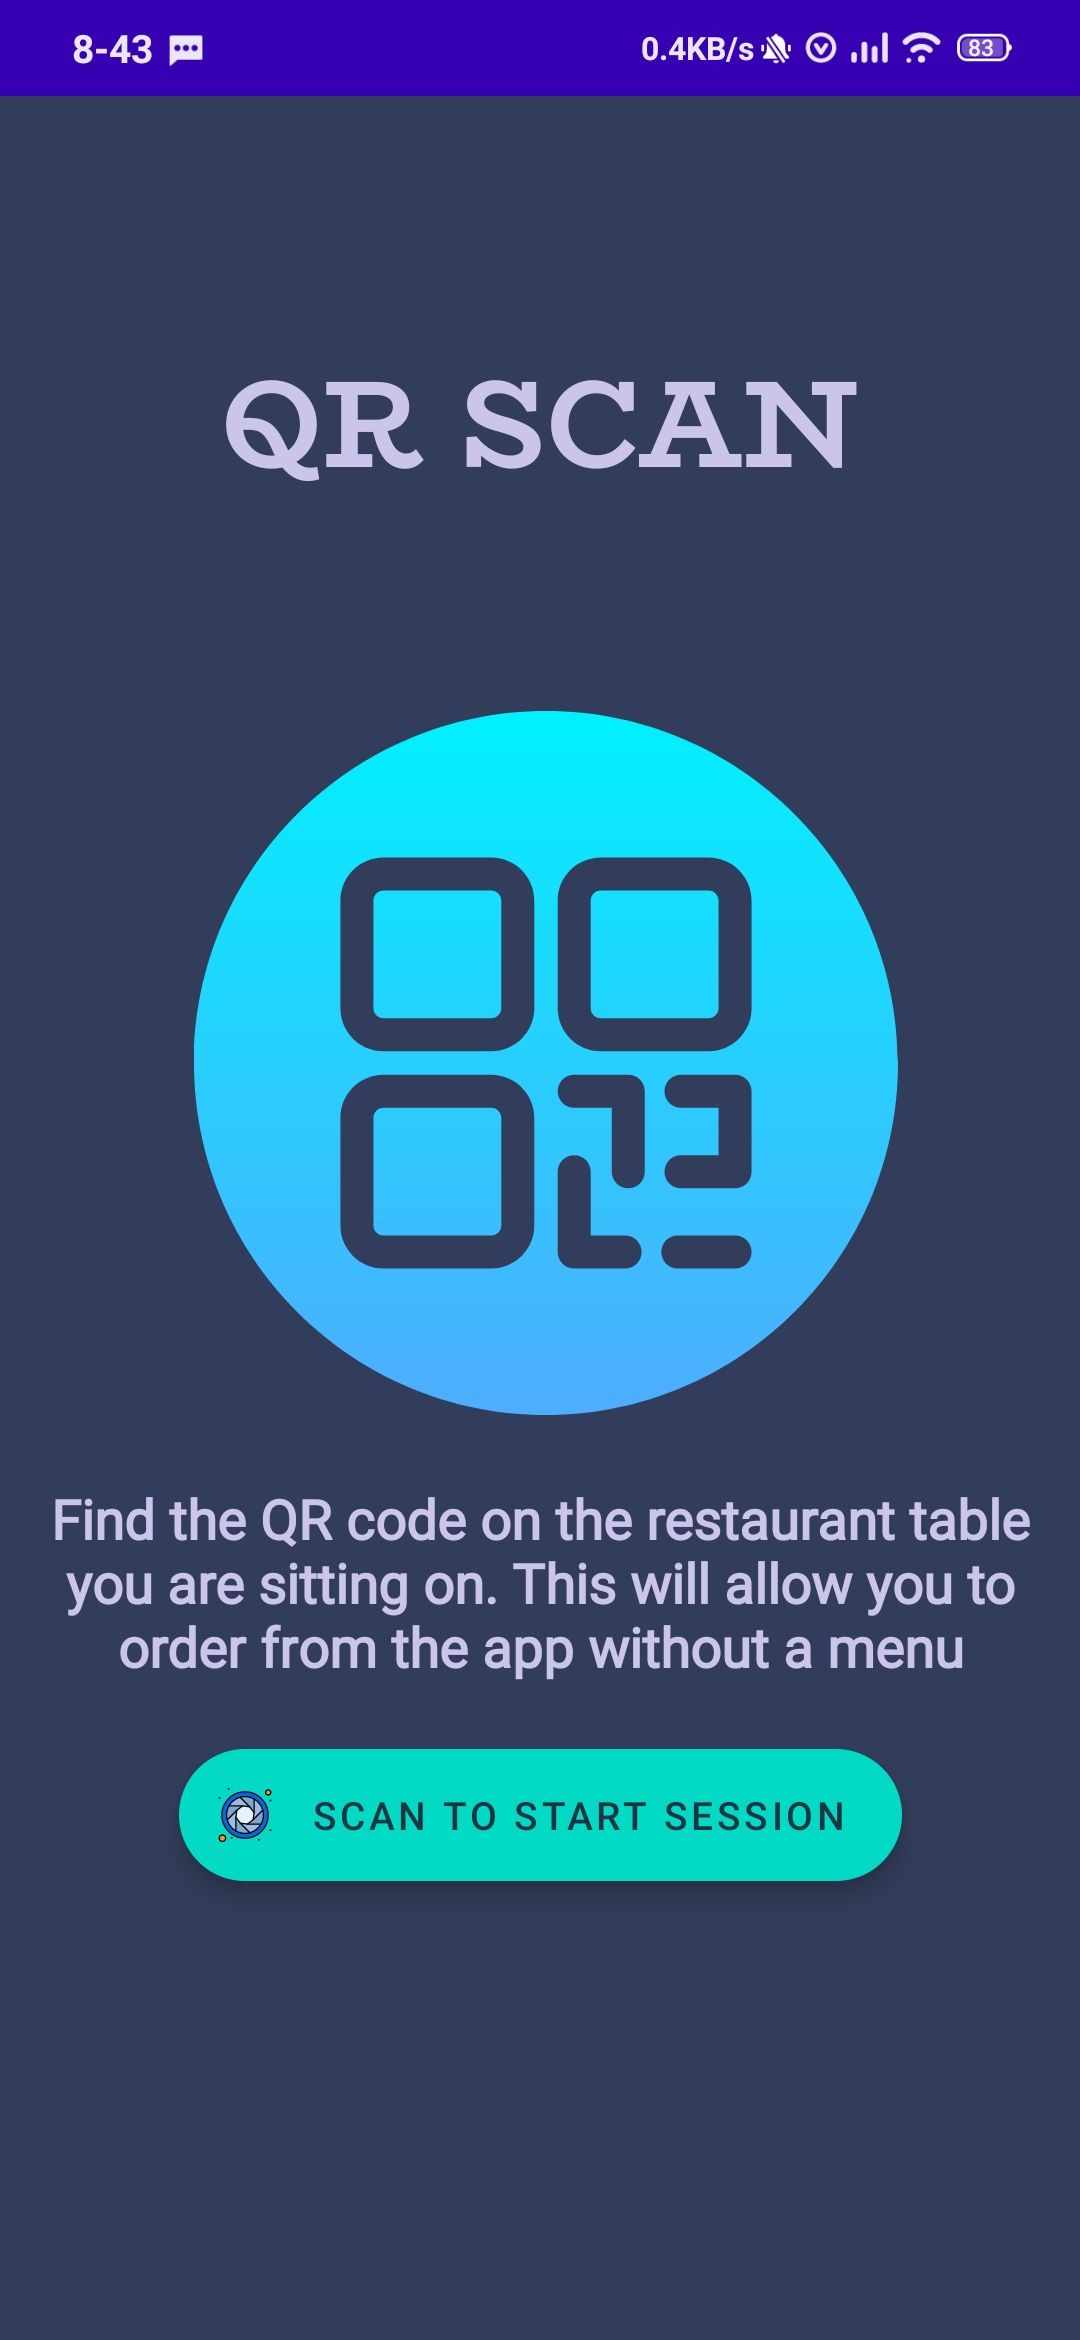 8-43 0.4KB/s 83
QR SCAN
Find the QR code on the restaurant table
you are sitting on. This will allow you to
order from the app without a menu
SCAN TO START SESSION